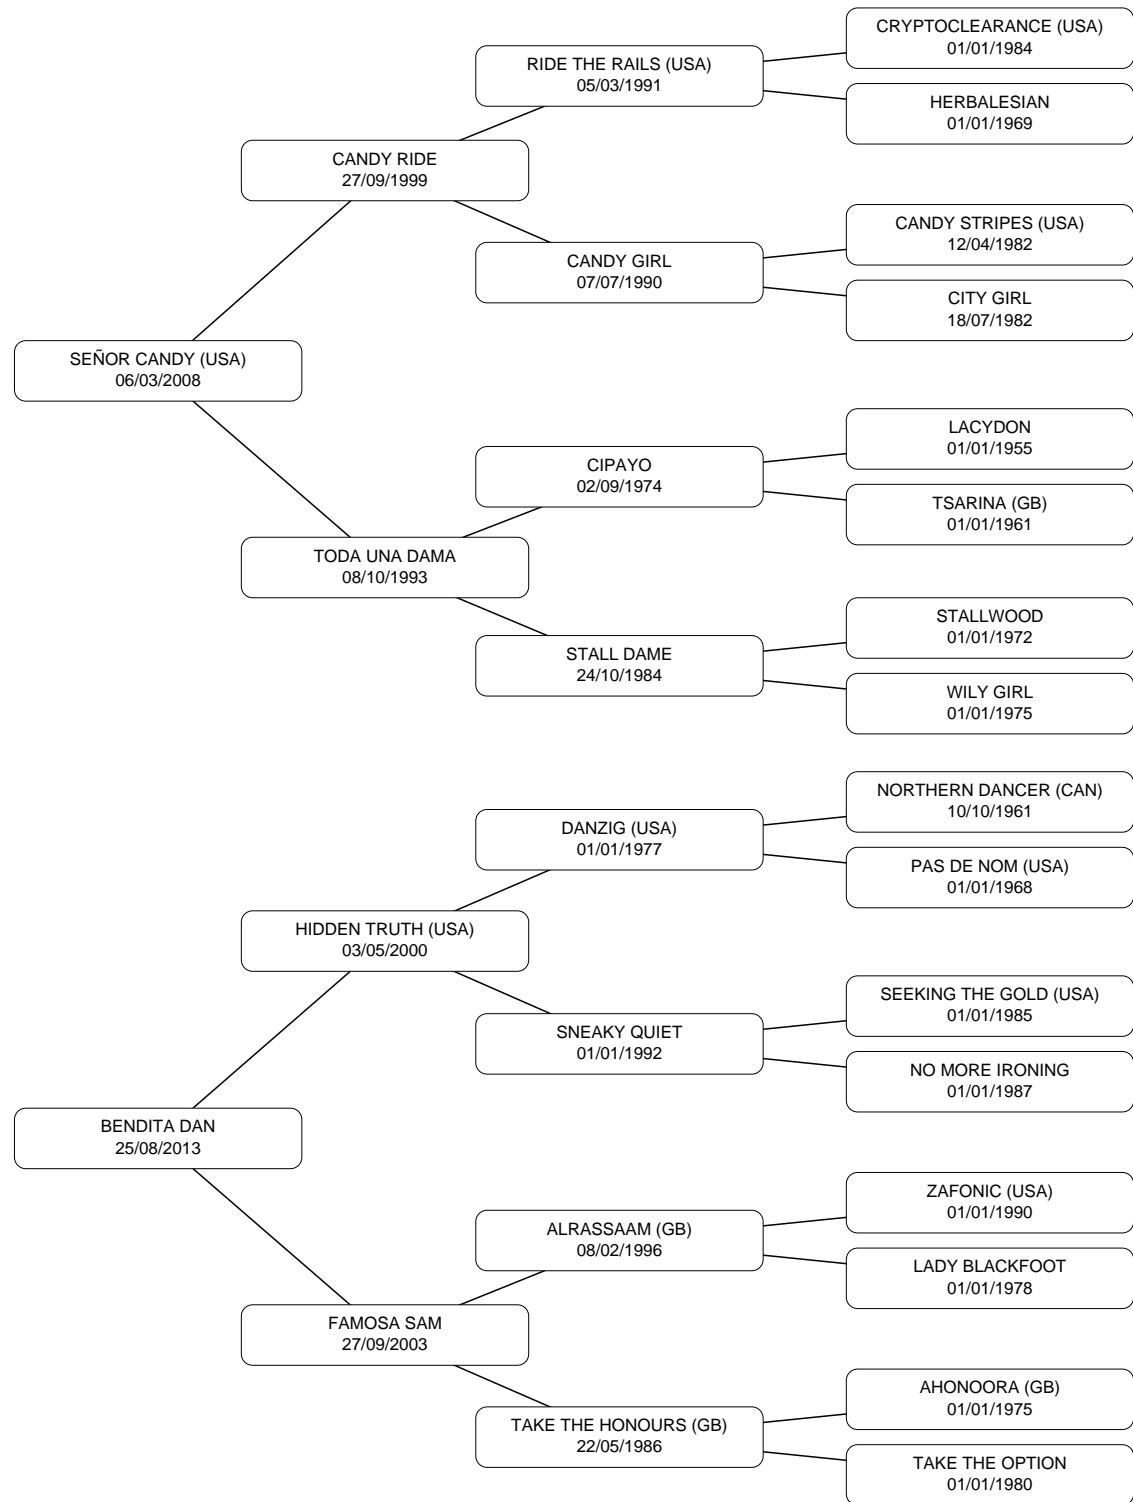 CRYPTOCLEARANCE (USA)
01/01/1984
RIDE THE RAILS (USA)
05/03/1991
HERBALESIAN
01/01/1969
CANDY RIDE
27/09/1999
CANDY STRIPES (USA)
12/04/1982
CANDY GIRL
07/07/1990
CITY GIRL
18/07/1982
SEÑOR CANDY (USA)
06/03/2008
LACYDON
01/01/1955
CIPAYO
02/09/1974
TSARINA (GB)
01/01/1961
TODA UNA DAMA
08/10/1993
STALLWOOD
01/01/1972
STALL DAME
24/10/1984
WILY GIRL
01/01/1975
NORTHERN DANCER (CAN)
10/10/1961
DANZIG (USA)
01/01/1977
PAS DE NOM (USA)
01/01/1968
HIDDEN TRUTH (USA)
03/05/2000
SEEKING THE GOLD (USA)
01/01/1985
SNEAKY QUIET
01/01/1992
NO MORE IRONING
01/01/1987
BENDITA DAN
25/08/2013
ZAFONIC (USA)
01/01/1990
ALRASSAAM (GB)
08/02/1996
LADY BLACKFOOT
01/01/1978
FAMOSA SAM
27/09/2003
AHONOORA (GB)
01/01/1975
TAKE THE HONOURS (GB)
22/05/1986
TAKE THE OPTION
01/01/1980